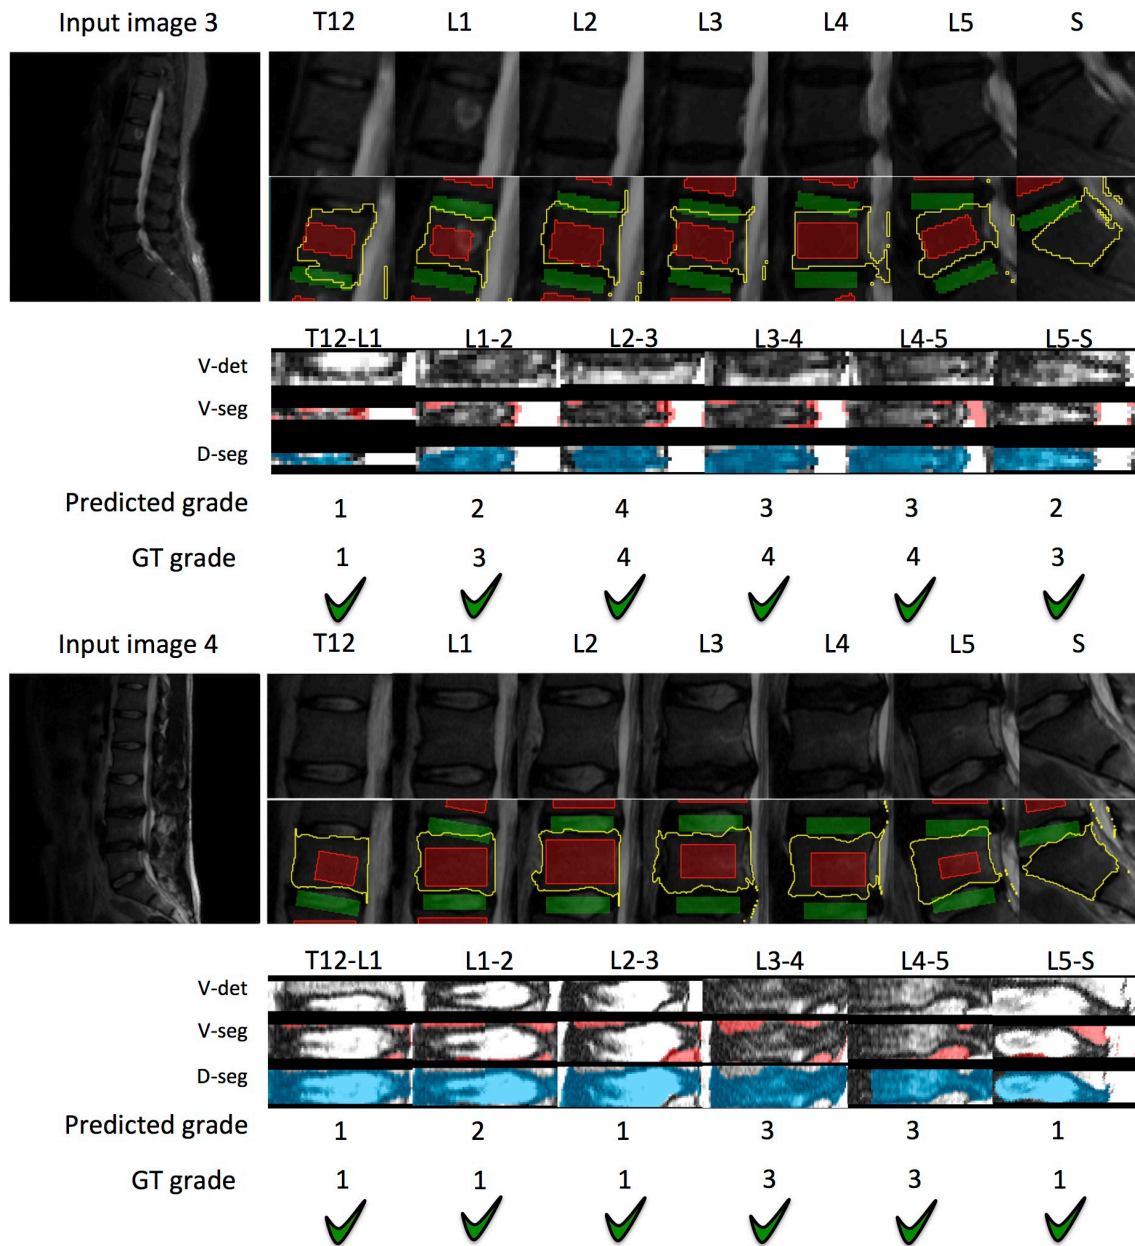 Input image 3 T12 L1 L2 L3 L4 L5 S
T12-L1 L1-2 L2-3 L3-4 L4-5 L5-S
V-det
V-seg
D-seg
Predicted grade 1 2 4 3 3 2
GT grade 1 3 4 4 4 3
Input image 4 T12 L1 L2 L3 L4 L5 S
T12-L1 L1-2 L2-3 L3-4 L4-5 L5-S
V-det
V-seg
D-seg
Predicted grade 1 2 1 3 3 1
GT grade 1 1 1 3 3 1